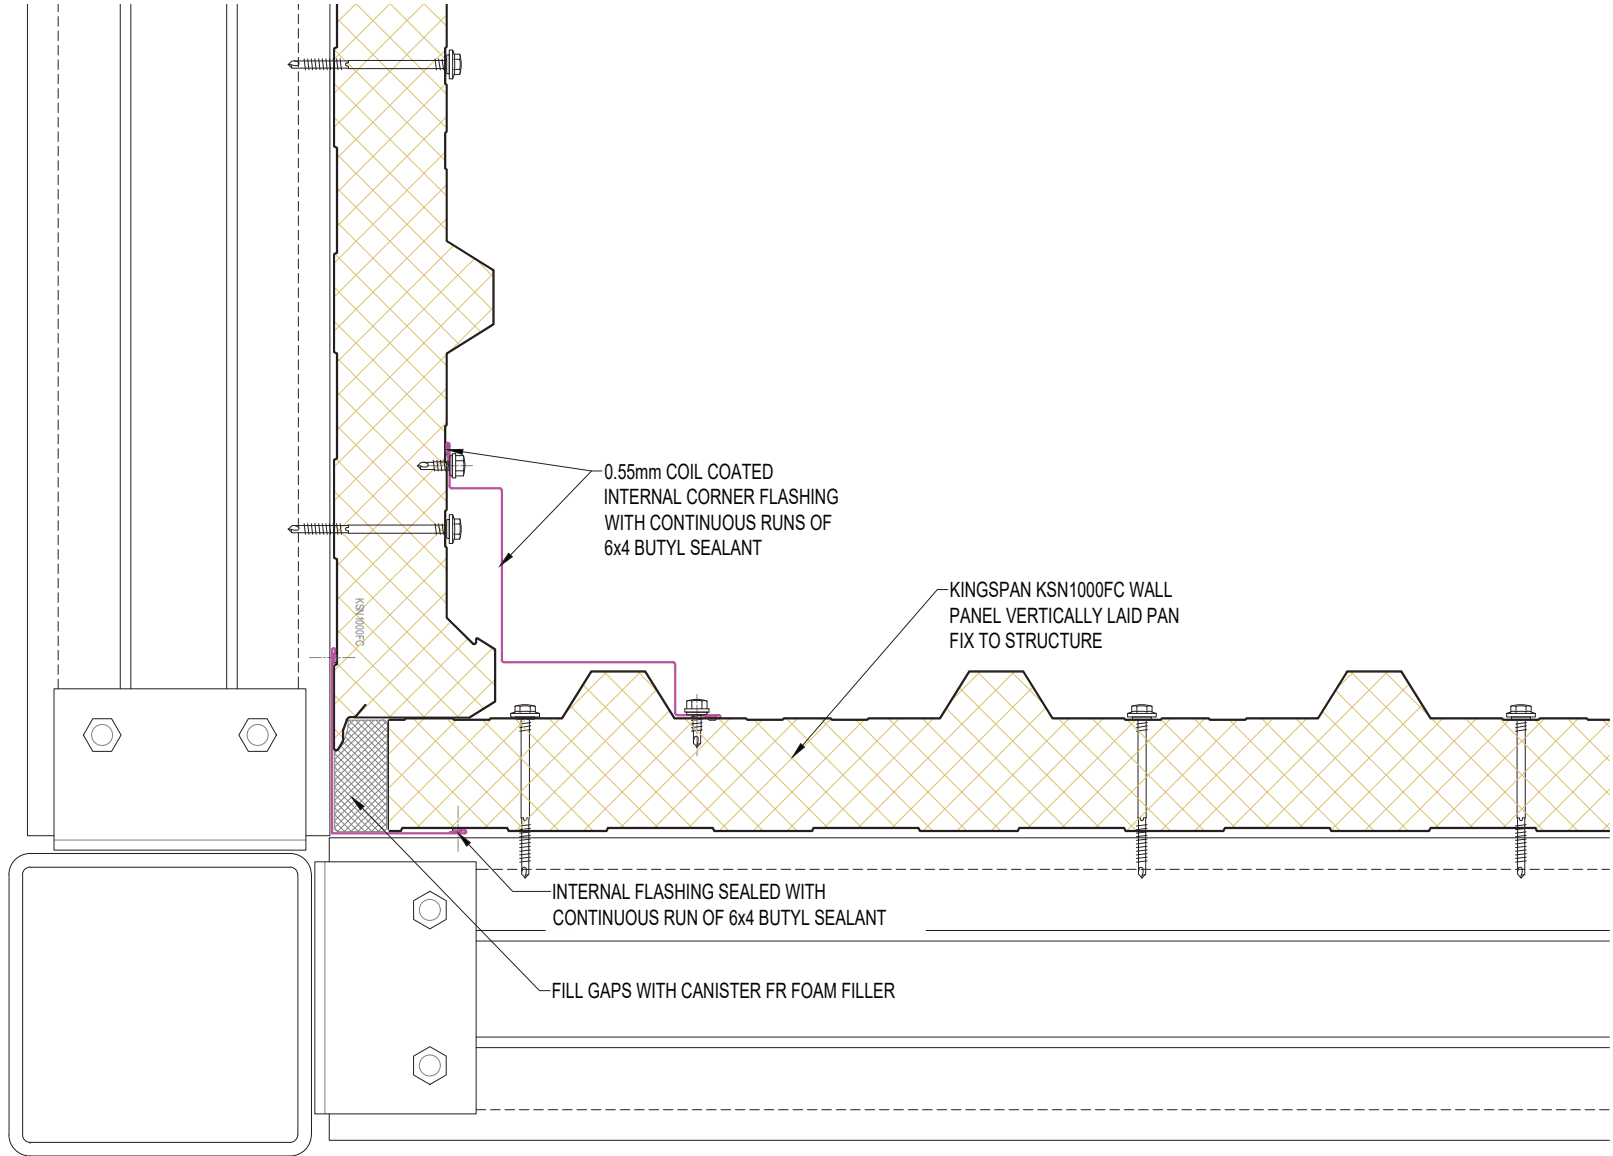 0.55mm COIL COATED
INTERNAL CORNER FLASHING
WITH CONTINUOUS RUNS OF
6x4 BUTYL SEALANT
KINGSPAN KSN1000FC WALL
PANEL VERTICALLY LAID PAN
FIX TO STRUCTURE
KSN1000FC
INTERNAL FLASHING SEALED WITH
CONTINUOUS RUN OF 6x4 BUTYL SEALANT
FILL GAPS WITH CANISTER FR FOAM FILLER